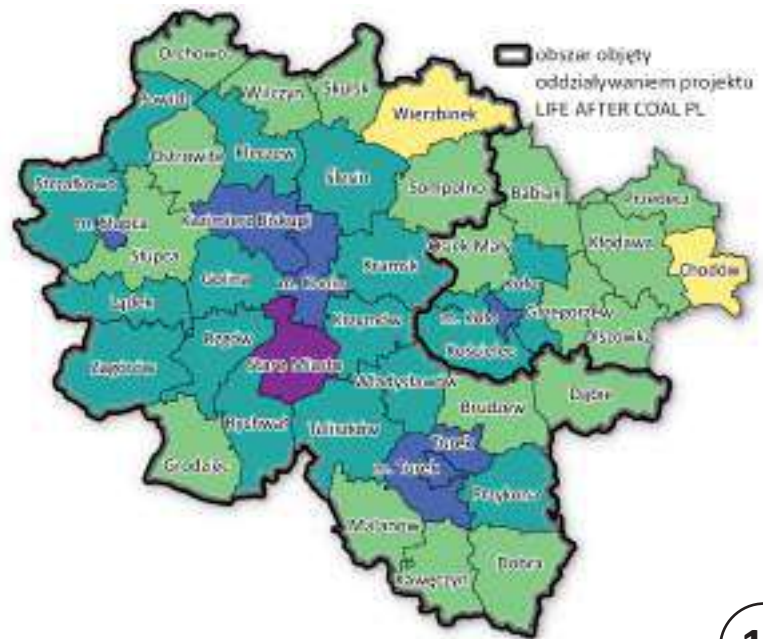 Orchowo
Wilczyn
Skulsk
Wierzbinek
obszar objęty
oddziaływaniem projektu
LIFE AFTER COAL PL
Powidz
Ostrowite
Kleczew
Ślesin
Sompolno
Babiak
Przedecz
Strzałkowo
m. Słupca
Słupca
Kazimierz Biskupi
Osiek Mały
Kłodawa
Chodów
Golina
m. Konin
Kramsk
Koło
Grzegorzew
Lądek
Rzgów
Krzymów
m. Koło
Olszówka
Zagórów
Stare Miasto
Kościelec
Władysławów
Dąbie
Rychwał
Tuliszków
Brudzew
Grodziec
Turek
m. Turek
Przykona
Malanów
Kawęczyn
Dobra
1